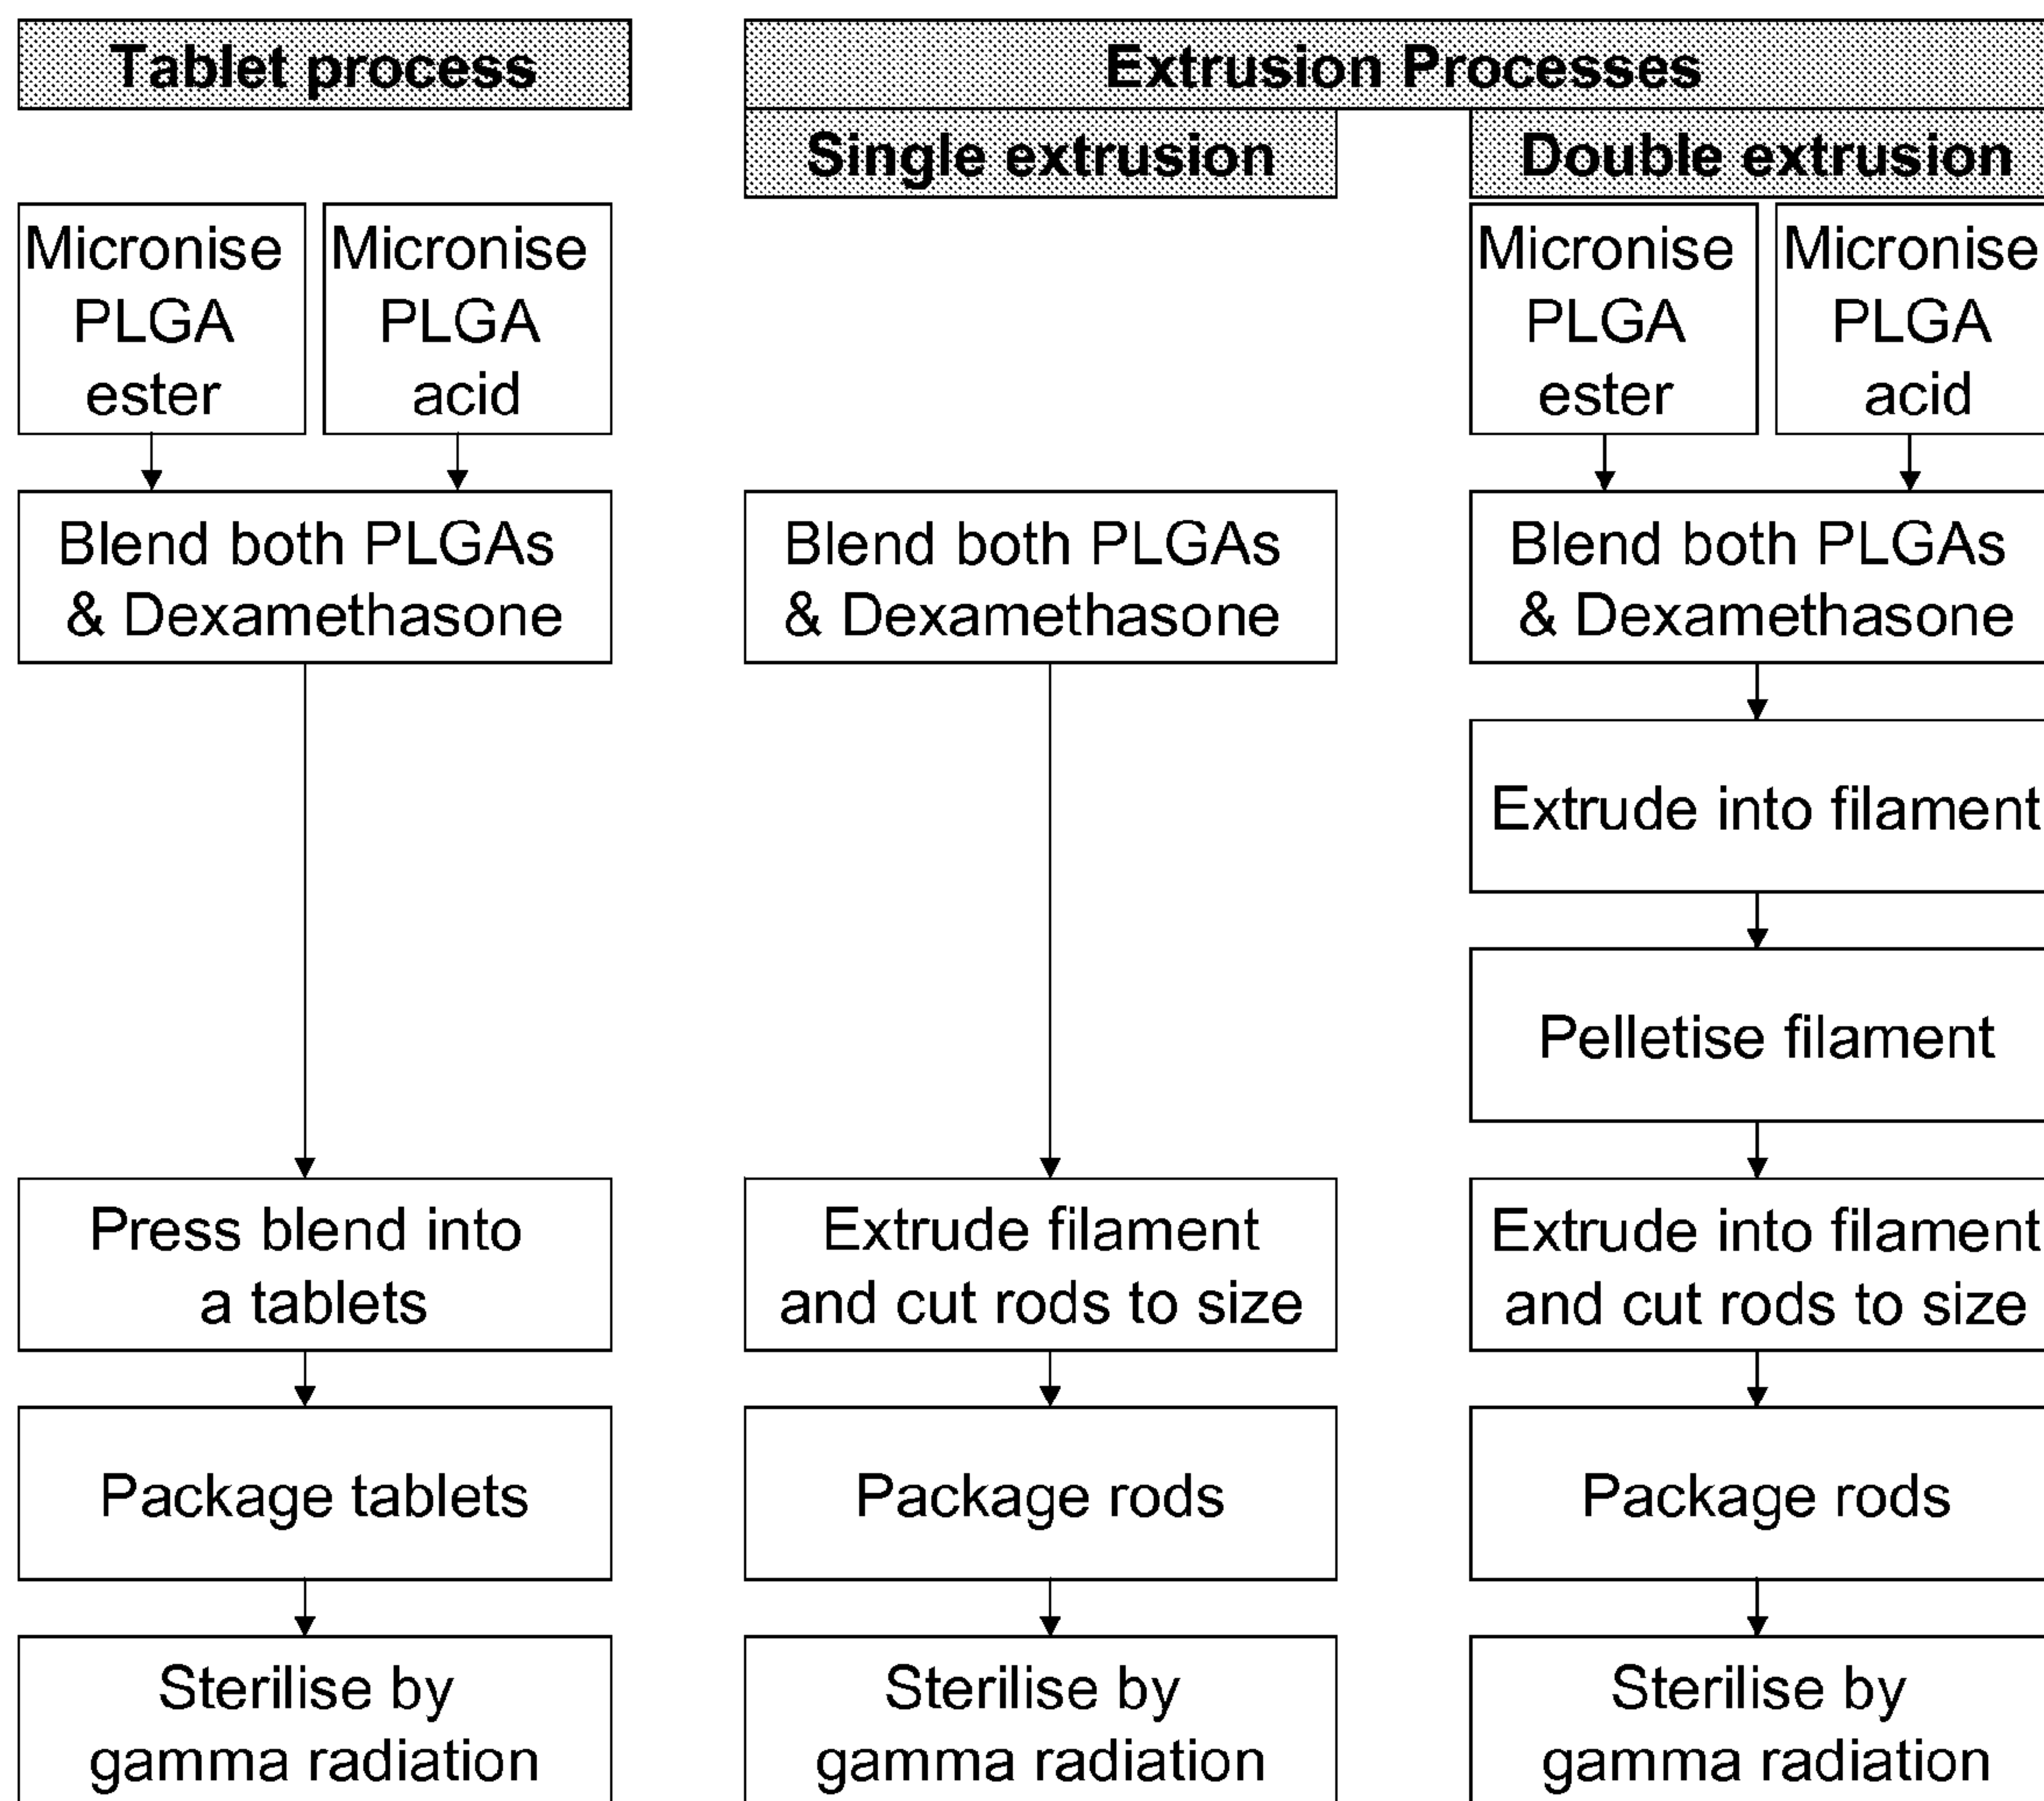 Tablet process
Extrusion Processes
Single extrusion
Double extrusion
Micronise
PLGA
ester
Micronise
PLGA
acid
Micronise
PLGA
ester
Micronise
PLGA
acid
Blend both PLGAs
& Dexamethasone
Blend both PLGAs
& Dexamethasone
Blend both PLGAs
& Dexamethasone
Extrude into filament
Pelletise filament
Press blend into
a tablets
Extrude filament
and cut rods to size
Extrude into filament
and cut rods to size
Package tablets
Package rods
Package rods
Sterilise by
gamma radiation
Sterilise by
gamma radiation
Sterilise by
gamma radiation